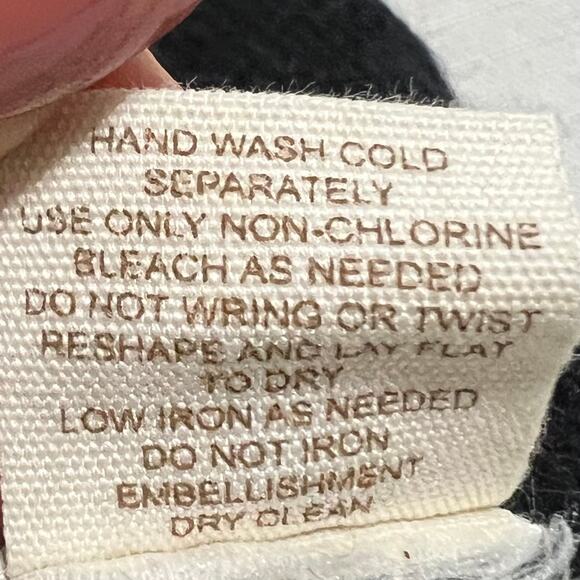 HAND WASH COLD
SEPARATELY
USE ONLY NON-CHLORINE
BLEACH AS NEEDED
DO NOT WRING OR TWIST
RESHAPE AND LAY FLAT
TO DRY
LOW IRON AS NEEDED
DO NOT IRON
EMBELLISHMENT
DRY CLEAN